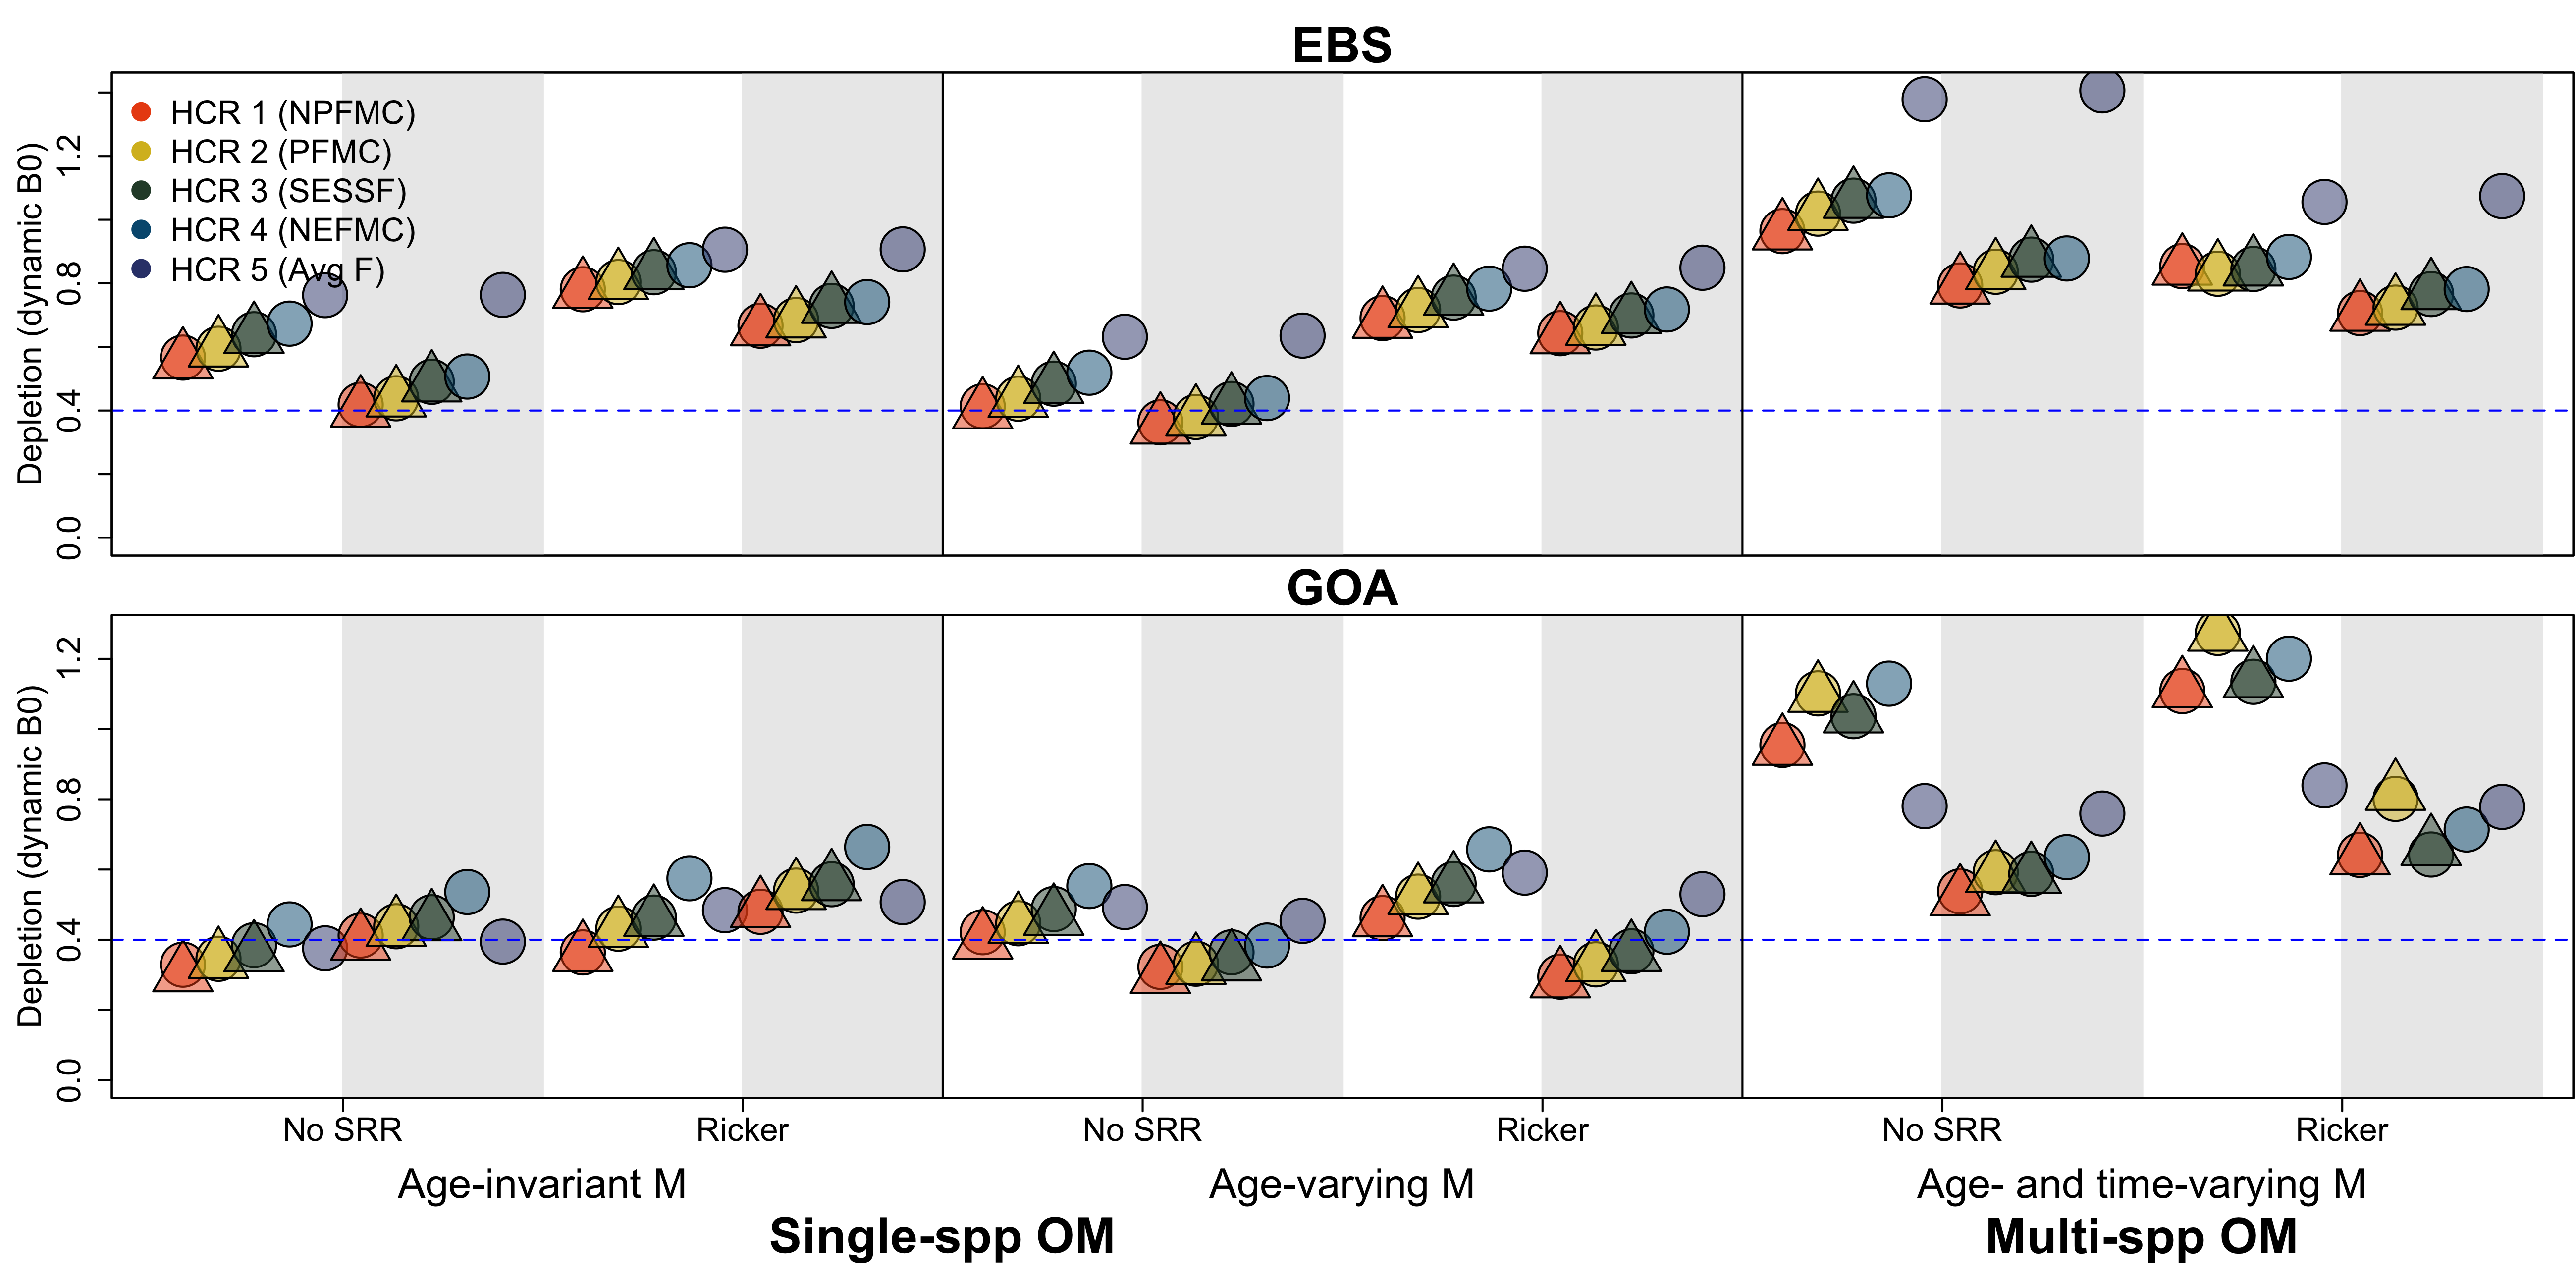 EBS
Depletion (dynamic B0)
1.2
0.8
0.4
0.0
HCR 1 (NPFMC)
HCR 2 (PFMC)
HCR 3 (SESSF)
HCR 4 (NEFMC)
HCR 5 (Avg F)
GOA
Depletion (dynamic B0)
1.2
0.8
0.4
0.0
No SRR Ricker No SRR Ricker No SRR Ricker
Age-invariant M Age-varying M Age- and time-varying M
Single-spp OM Multi-spp OM